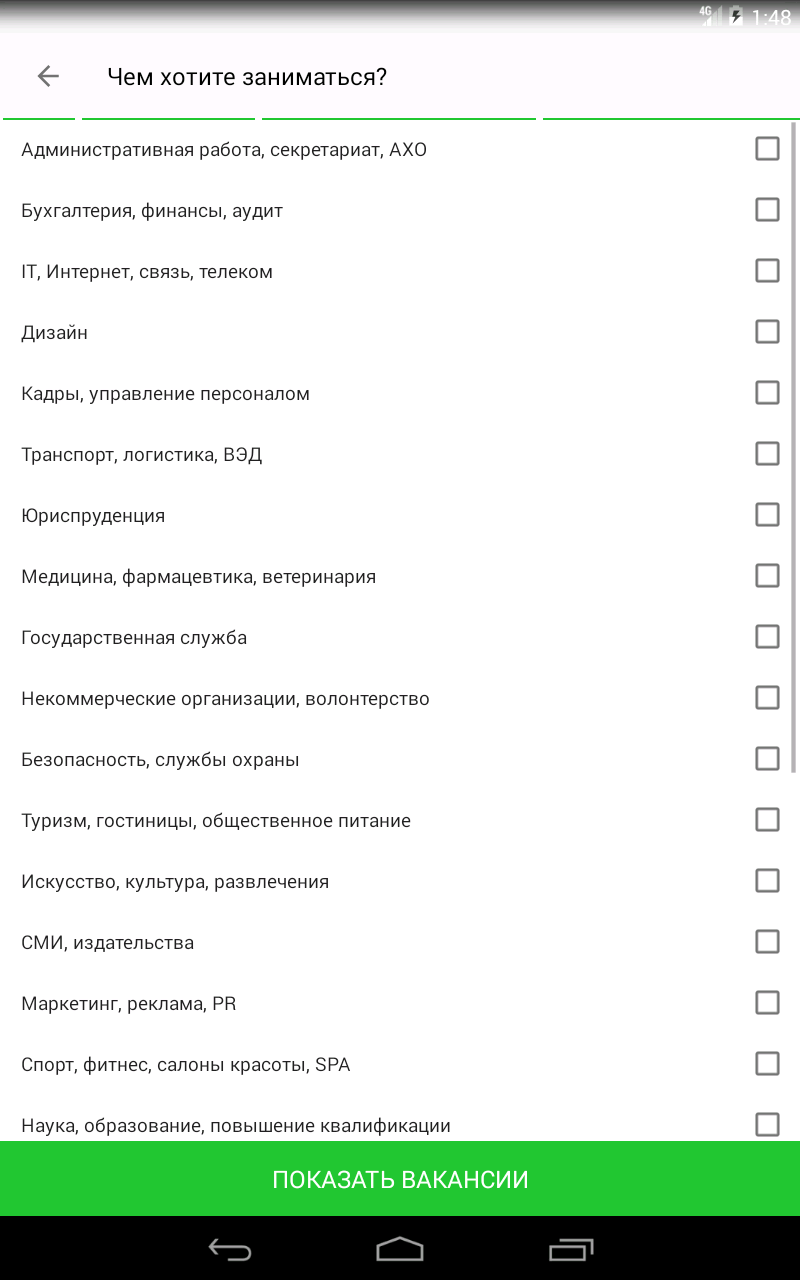 4G 1:48
Чем хотите заниматься?
Административная работа, секретариат, АХО
Бухгалтерия, финансы, аудит
IT, Интернет, связь, телеком
Дизайн
Кадры, управление персоналом
Транспорт, логистика, ВЭД
Юриспруденция
Медицина, фармацевтика, ветеринария
Государственная служба
Некоммерческие организации, волонтерство
Безопасность, службы охраны
Туризм, гостиницы, общественное питание
Искусство, культура, развлечения
СМИ, издательства
Маркетинг, реклама, PR
Спорт, фитнес, салоны красоты, SPA
Наука, образование, повышение квалификации
ПОКАЗАТЬ ВАКАНСИИ